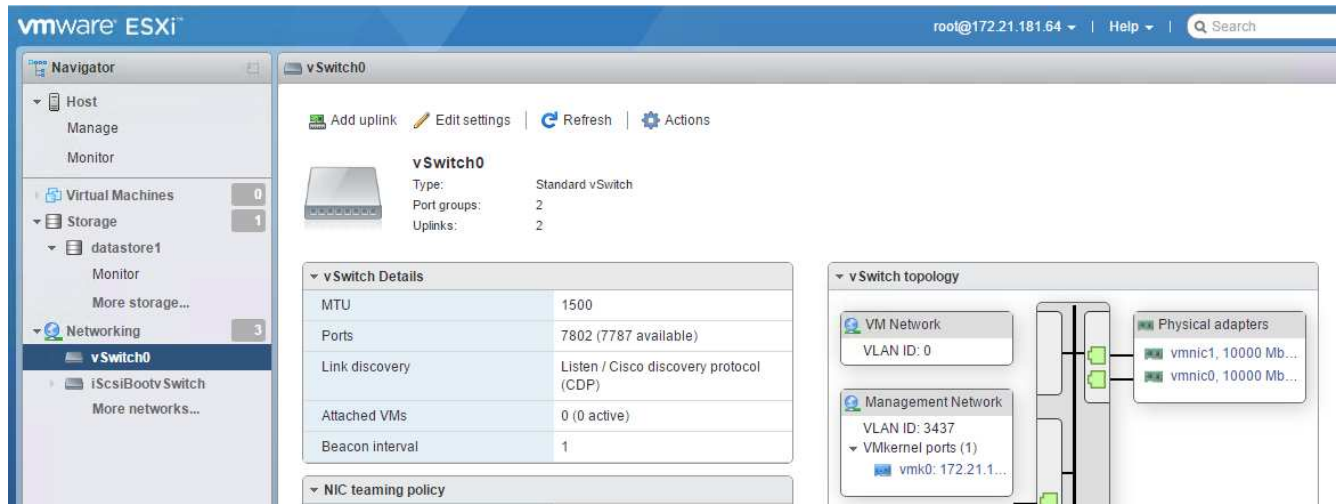 vmware ESXi™
root@172.21.181.64 | Help | Search
Navigator
Host
Manage
Monitor
Virtual Machines 0
Storage 1
datastore1
Monitor
More storage...
Networking 3
vSwitch0
iScsiBootvSwitch
More networks...
vSwitch0
Add uplink Edit settings | Refresh | Actions
vSwitch0
Type: Standard vSwitch
Port groups: 2
Uplinks: 2
vSwitch Details
MTU 1500
Ports 7802 (7787 available)
Link discovery Listen / Cisco discovery protocol
(CDP)
Attached VMs 0 (0 active)
Beacon interval 1
NIC teaming policy
vSwitch topology
VM Network
VLAN ID: 0
Management Network
VLAN ID: 3437
VMkernel ports (1)
vmk0: 172.21.1...
Physical adapters
vmnic1, 10000 Mb...
vmnic0, 10000 Mb...